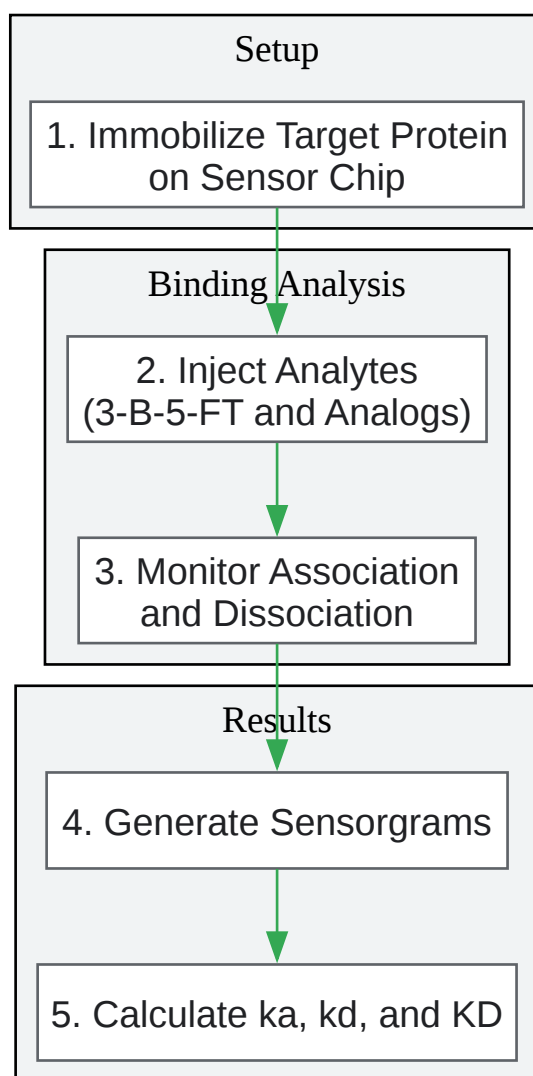 Setup
1. Immobilize Target Protein
on Sensor Chip
Binding Analysis
2. Inject Analytes
(3-B-5-FT and Analogs)
3. Monitor Association
and Dissociation
Results
4. Generate Sensorgrams
5. Calculate ka, kd, and KD